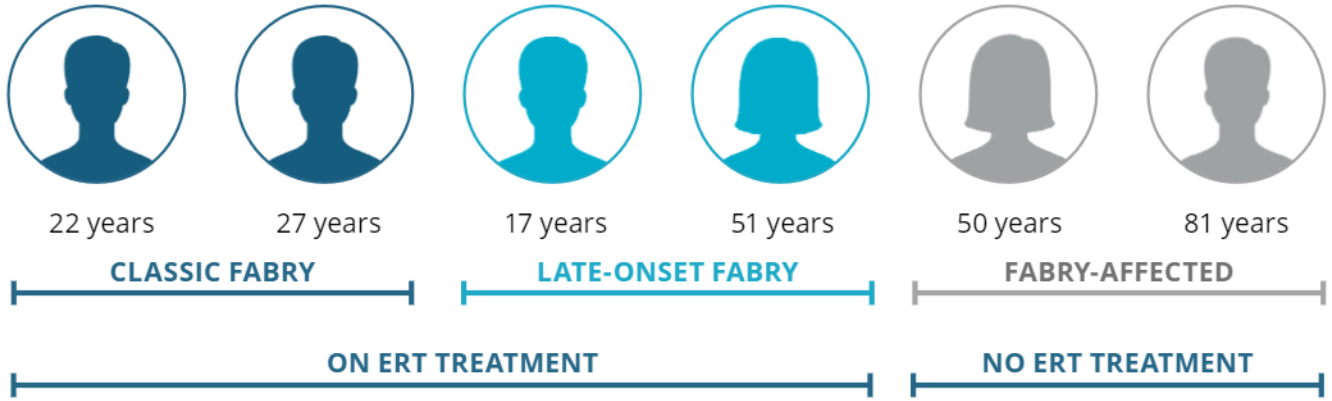 22 years 27 years 17 years 51 years 50 years 81 years
CLASSIC FABRY LATE-ONSET FABRY FABRY-AFFECTED
ON ERT TREATMENT NO ERT TREATMENT